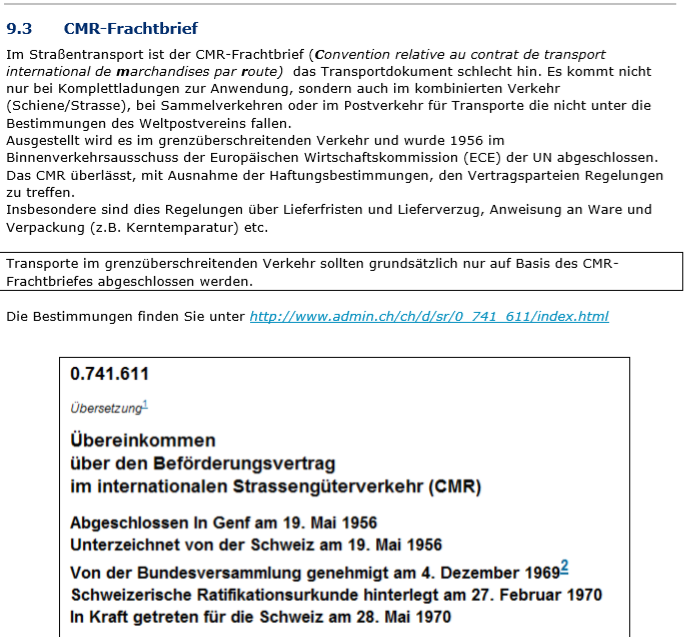 9.3 CMR-Frachtbrief
Im Straßentransport ist der CMR-Frachtbrief (Convention relative au contrat de transport
international de marchandises par route) das Transportdokument schlecht hin. Es kommt nicht
nur bei Komplettladungen zur Anwendung, sondern auch im kombinierten Verkehr
(Schiene/Strasse), bei Sammelverkehren oder im Postverkehr für Transporte die nicht unter die
Bestimmungen des Weltpostvereins fallen.
Ausgestellt wird es im grenzüberschreitenden Verkehr und wurde 1956 im
Binnenverkehrsausschuss der Europäischen Wirtschaftskommission (ECE) der UN abgeschlossen.
Das CMR überlässt, mit Ausnahme der Haftungsbestimmungen, den Vertragsparteien Regelungen
zu treffen.
Insbesondere sind dies Regelungen über Lieferfristen und Lieferverzug, Anweisung an Ware und
Verpackung (z.B. Kerntemparatur) etc.
Transporte im grenzüberschreitenden Verkehr sollten grundsätzlich nur auf Basis des CMR-
Frachtbriefes abgeschlossen werden.
Die Bestimmungen finden Sie unter http://www.admin.ch/ch/d/sr/0_741_611/index.html
0.741.611
Übersetzung1
Übereinkommen
über den Beförderungsvertrag
im internationalen Strassengüterverkehr (CMR)
Abgeschlossen In Genf am 19. Mai 1956
Unterzeichnet von der Schweiz am 19. Mai 1956
Von der Bundesversammlung genehmigt am 4. Dezember 19692
Schweizerische Ratifikationsurkunde hinterlegt am 27. Februar 1970
In Kraft getreten für die Schweiz am 28. Mai 1970